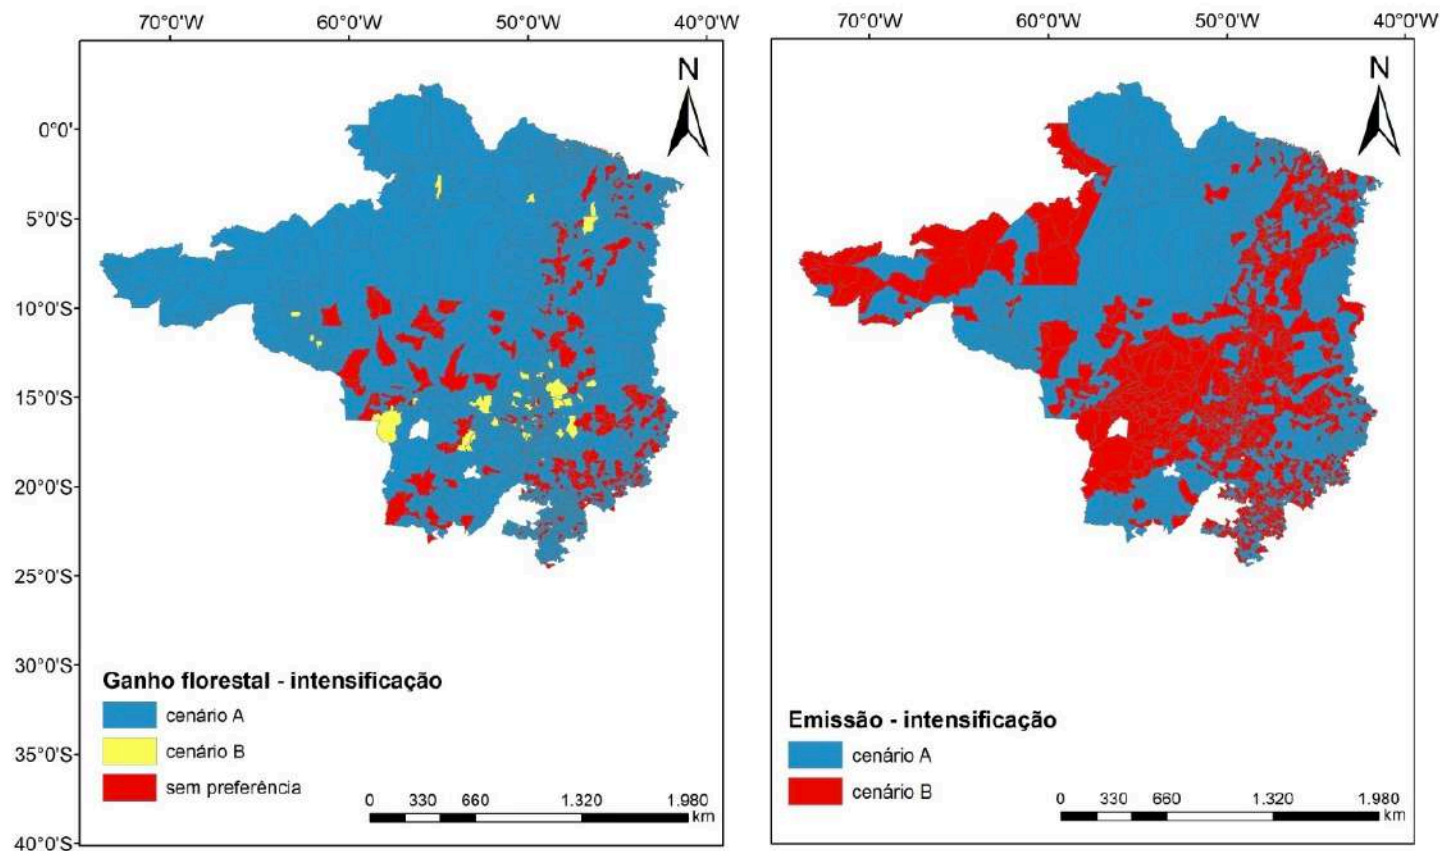 70°0'W 60°0'W 50°0'W 40°0'W
N
0°0'
5°0'S
10°0'S
15°0'S
20°0'S
25°0'S
30°0'S
35°0'S
40°0'S
Ganho florestal - intensificação
cenário A
cenário B
sem preferência
0 330 660 1.320 1.980
km
70°0'W 60°0'W 50°0'W 40°0'W
N
Emissão - intensificação
cenário A
cenário B
0 330 660 1.320 1.980
km